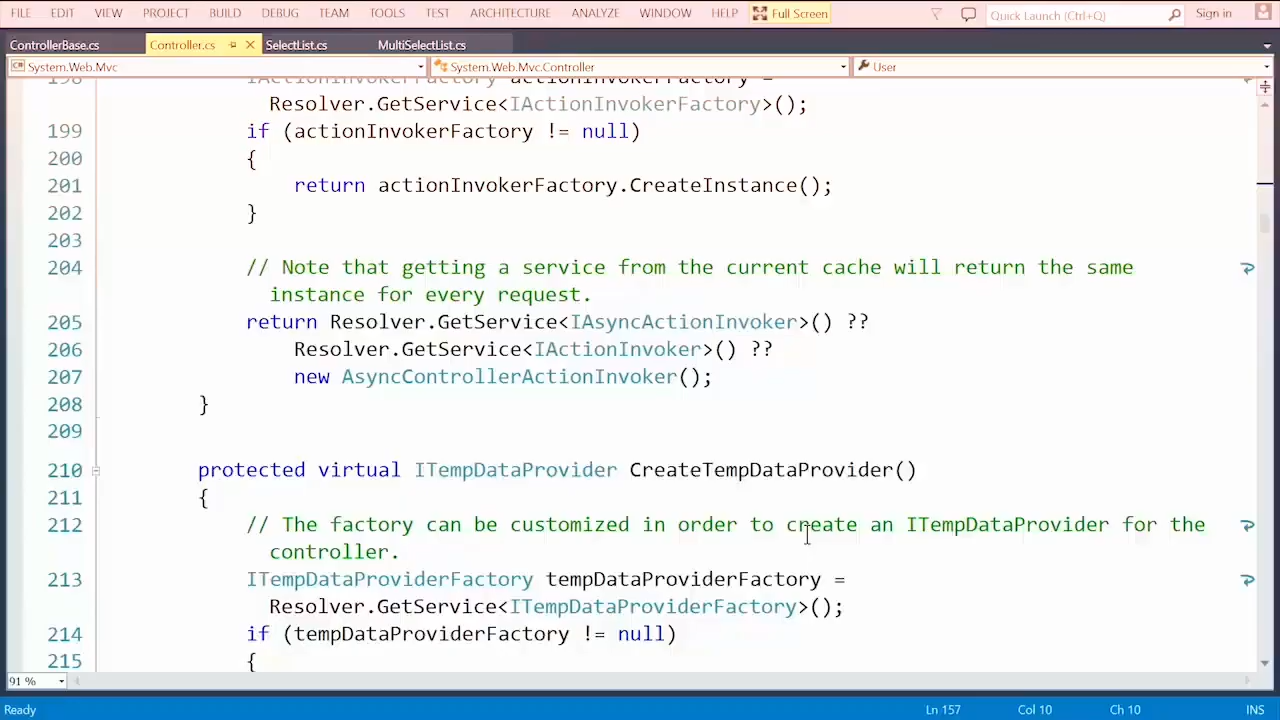 FILE EDIT VIEW PROJECT BUILD DEBUG TEAM TOOLS TEST ARCHITECTURE ANALYZE WINDOW HELP Full Screen Quick Launch (Ctrl+Q) Sign in
ControllerBase.cs Controller.cs SelectList.cs MultiSelectList.cs
System.Web.Mvc System.Web.Mvc.Controller User
198 IActionInvokerFactory actionInvokerFactory =
Resolver.GetService<IActionInvokerFactory>();
199 if (actionInvokerFactory != null)
200 {
201 return actionInvokerFactory.CreateInstance();
202 }
203
204 // Note that getting a service from the current cache will return the same
instance for every request.
205 return Resolver.GetService<IAsyncActionInvoker>() ??
206 Resolver.GetService<IActionInvoker>() ??
207 new AsyncControllerActionInvoker();
208 }
209
210 protected virtual ITempDataProvider CreateTempDataProvider()
211 {
212 // The factory can be customized in order to create an ITempDataProvider for the
controller.
213 ITempDataProviderFactory tempDataProviderFactory =
Resolver.GetService<ITempDataProviderFactory>();
214 if (tempDataProviderFactory != null)
215 {
91 %
Ready Ln 157 Col 10 Ch 10 INS